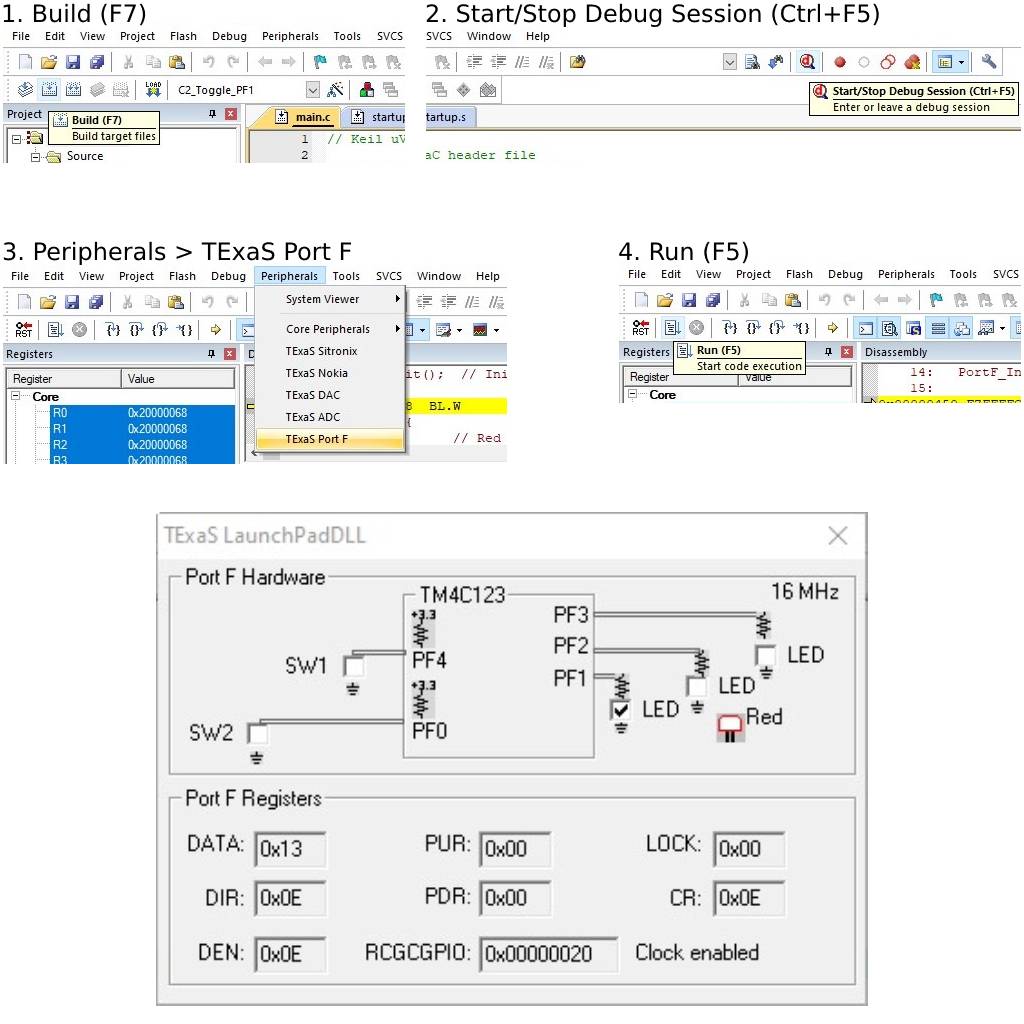 1. Build (F7)
File Edit View Project Flash Debug Peripherals Tools SVCS
LOAD
C2_Toggle_PF1
Project
Build (F7)
Build target files
Source
main.c
startup
1 // Keil uV
2
2. Start/Stop Debug Session (Ctrl+F5)
SVCS Window Help
Start/Stop Debug Session (Ctrl+F5)
Enter or leave a debug session
tartup.s
aC header file
3. Peripherals > TExaS Port F
File Edit View Project Flash Debug Peripherals Tools SVCS Window Help
RST
System Viewer
Core Peripherals
TExaS Sitronix
TExaS Nokia
TExaS DAC
TExaS ADC
TExaS Port F
Registers
Register Value
Core
R0 0x20000068
R1 0x20000068
R2 0x20000068
R3 0x20000068
D
it(); // Ini
8 BL.W
{
// Red
4. Run (F5)
File Edit View Project Flash Debug Peripherals Tools SVCS
RST
Registers
Run (F5)
Start code execution
Register Value
Core
Disassembly
14: PortF_In
15:
TExaS LaunchPadDLL
Port F Hardware
TM4C123
16 MHz
+3.3
PF3
PF2
PF1
SW1
PF4
+3.3
SW2
PF0
LED
LED
LED
Red
Port F Registers
DATA: 0x13 PUR: 0x00 LOCK: 0x00
DIR: 0x0E PDR: 0x00 CR: 0x0E
DEN: 0x0E RCGCGPIO: 0x00000020 Clock enabled